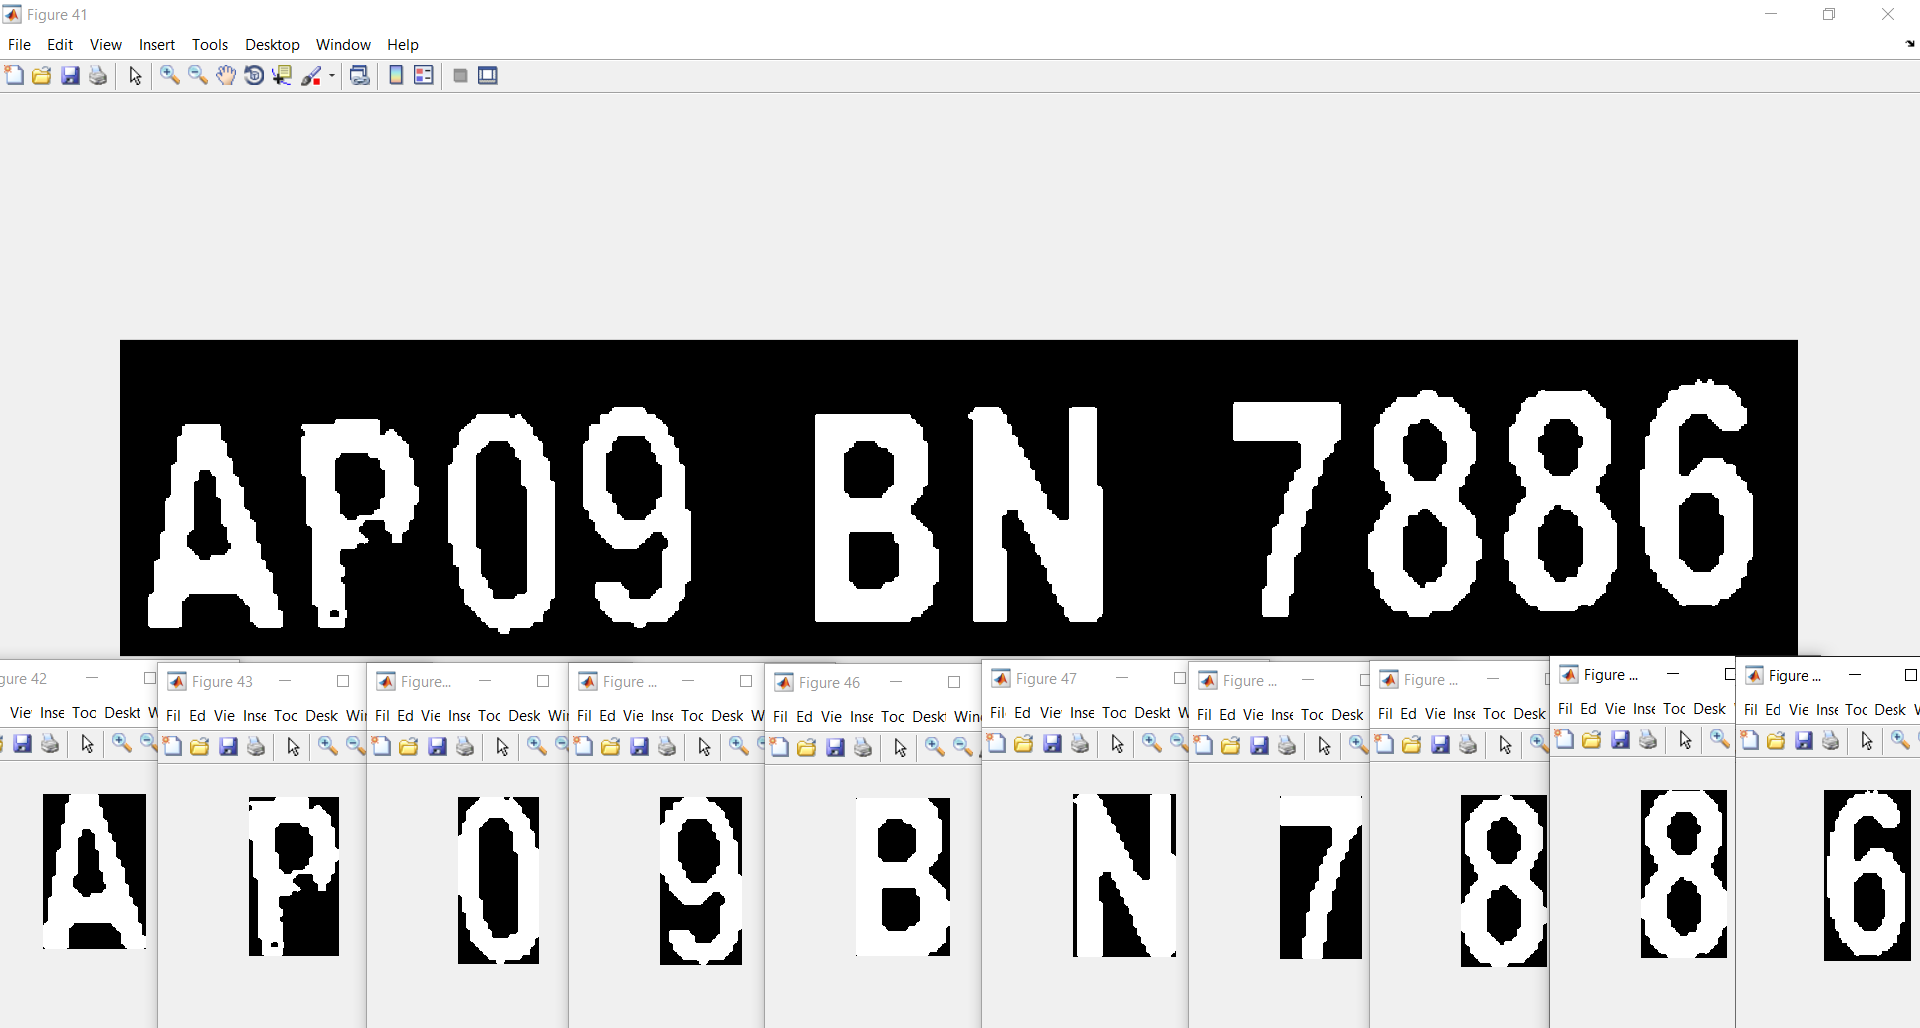 Figure 41
File Edit View Insert Tools Desktop Window Help
AP09 BN 7886
gure 42 Figure 43 Figure... Figure ... Figure 46 Figure 47 Figure ... Figure ... Figure ... Figure ...
Vie Inse Toc Deskt W Fil Ed Vie Inse Toc Desk Wi Fil Ed Vie Inse Toc Desk Wi Fil Ed Vie Inse Toc Desk W Fil Ed Vie Inse Toc Desk Win Fil Ed Vie Inse Toc Deskt W Fil Ed Vie Inse Toc Desk Fil Ed Vie Inse Toc Desk Fil Ed Vie Inse Toc Desk Fil Ed Vie Inse Toc Desk W
A P 0 9 B N 7 8 8 6